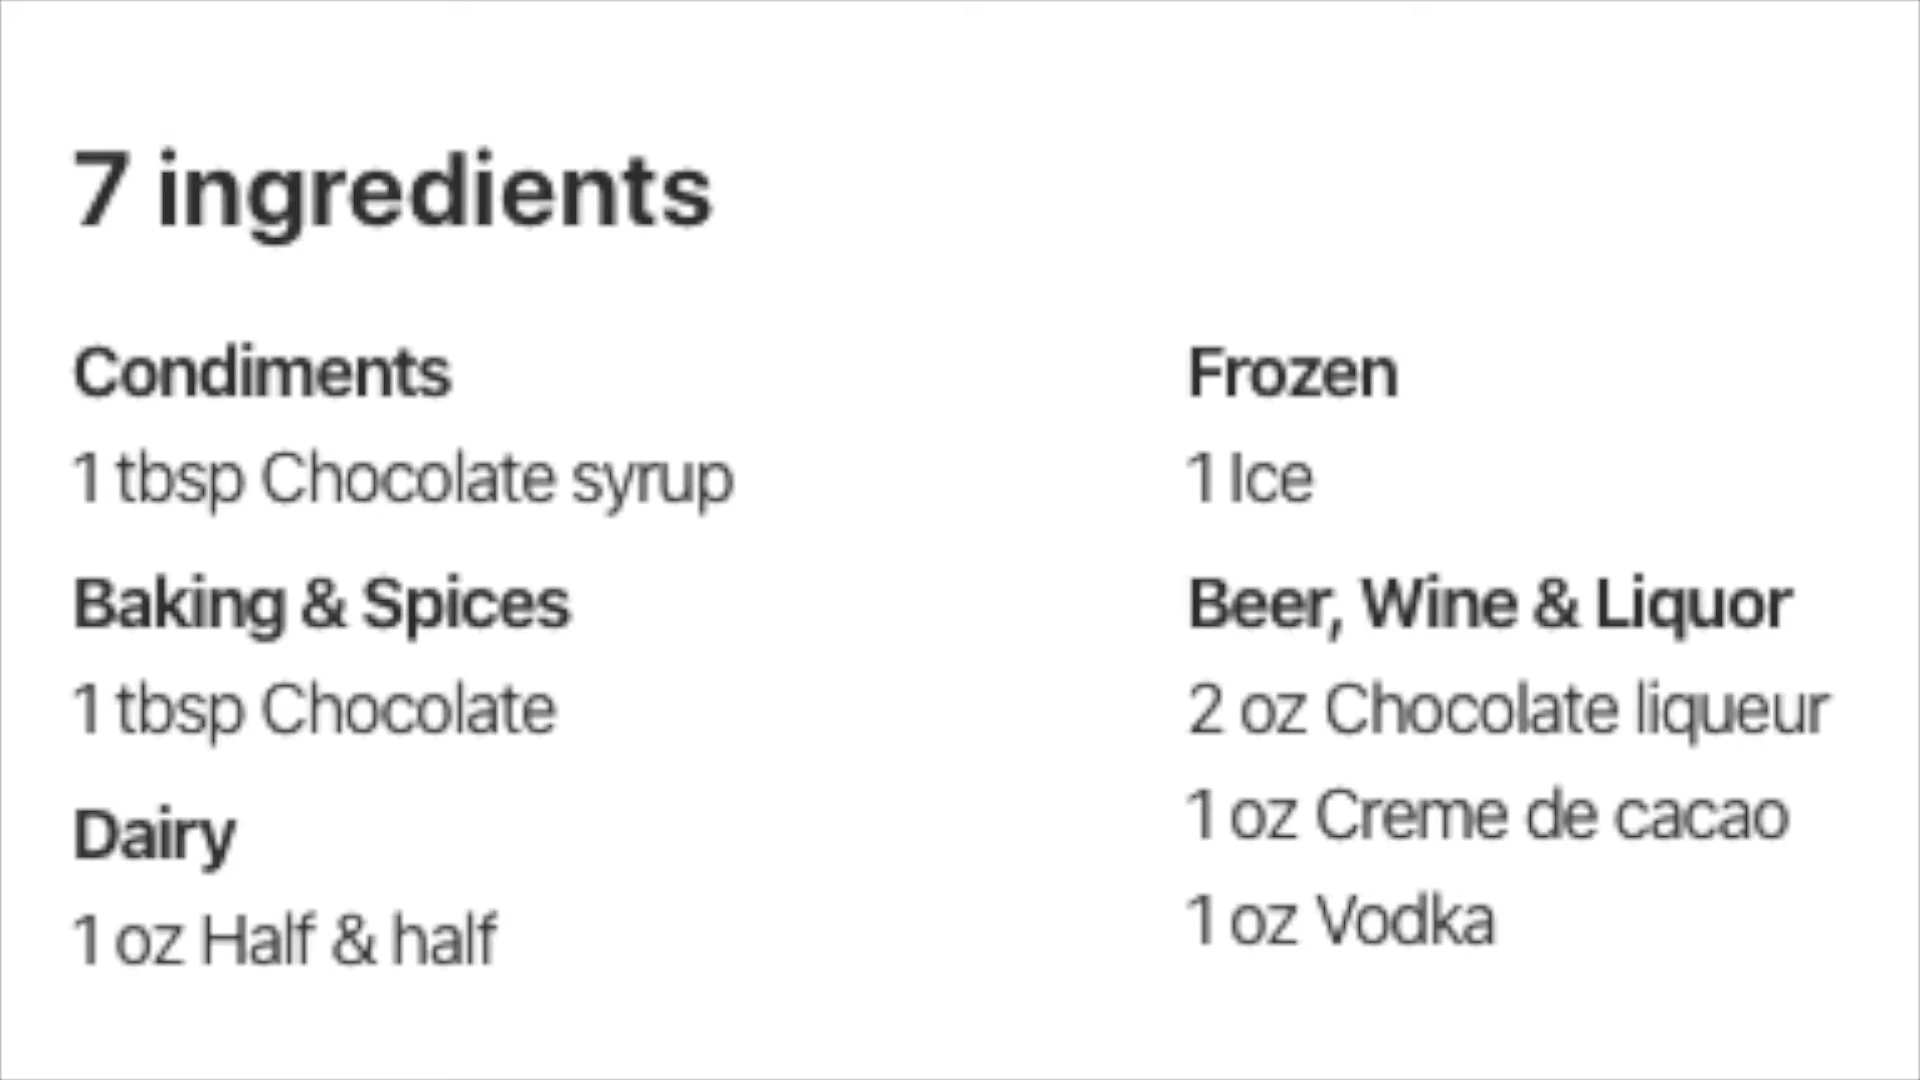 7 ingredients
Condiments
1 tbsp Chocolate syrup
Baking & Spices
1 tbsp Chocolate
Dairy
1 oz Half & half
Frozen
1 Ice
Beer, Wine & Liquor
2 oz Chocolate liqueur
1 oz Creme de cacao
1 oz Vodka